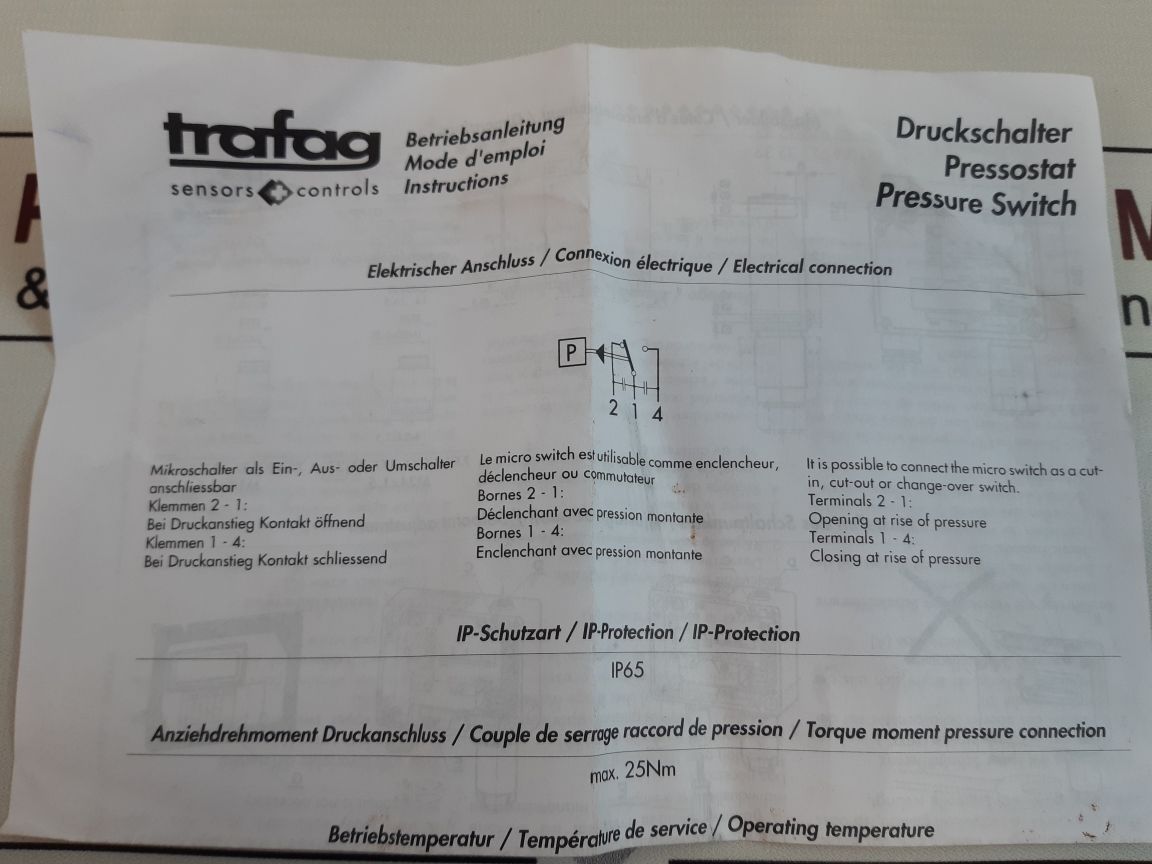 trafag
sensors controls
Betriebsanleitung
Mode d'emploi
Instructions
Druckschalter
Pressostat
Pressure Switch
Elektrischer Anschluss / Connexion électrique / Electrical connection
P
2 1 4
Mikroschalter als Ein-, Aus- oder Umschalter
anschliessbar
Klemmen 2 - 1:
Bei Druckanstieg Kontakt öffnend
Klemmen 1 - 4:
Bei Druckanstieg Kontakt schliessend
Le micro switch est utilisable comme enclencheur,
déclencheur ou commutateur
Bornes 2 - 1:
Déclenchant avec pression montante
Bornes 1 - 4:
Enclenchant avec pression montante
It is possible to connect the micro switch as a cut-
in, cut-out or change-over switch.
Terminals 2 - 1:
Opening at rise of pressure
Terminals 1 - 4:
Closing at rise of pressure
IP-Schutzart / IP-Protection / IP-Protection
IP65
Anziehdrehmoment Druckanschluss / Couple de serrage raccord de pression / Torque moment pressure connection
max. 25Nm
Betriebstemperatur / Température de service / Operating temperature
&
M
n